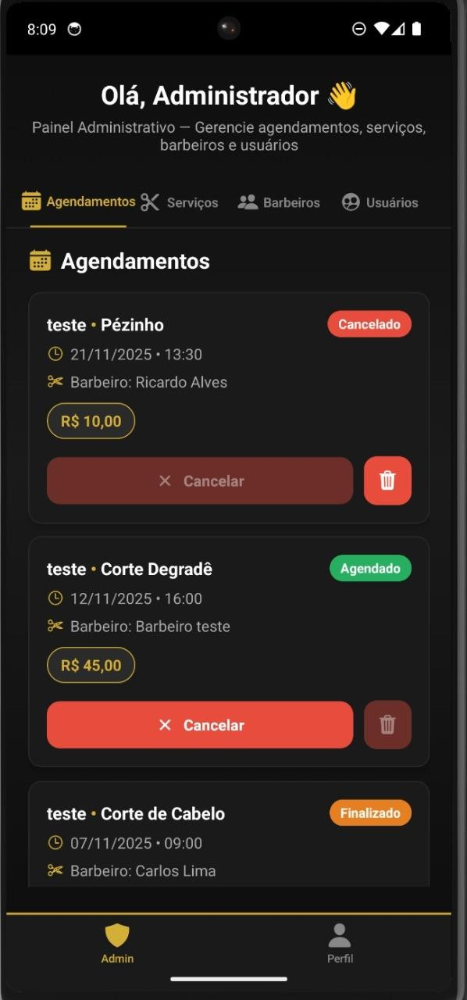 8:09
Olá, Administrador 👋
Painel Administrativo — Gerencie agendamentos, serviços,
barbeiros e usuários
Agendamentos Serviços Barbeiros Usuários
Agendamentos
teste • Pézinho Cancelado
21/11/2025 • 13:30
Barbeiro: Ricardo Alves
R$ 10,00
✕ Cancelar
teste • Corte Degradê Agendado
12/11/2025 • 16:00
Barbeiro: Barbeiro teste
R$ 45,00
✕ Cancelar
teste • Corte de Cabelo Finalizado
07/11/2025 • 09:00
Barbeiro: Carlos Lima
Admin Perfil